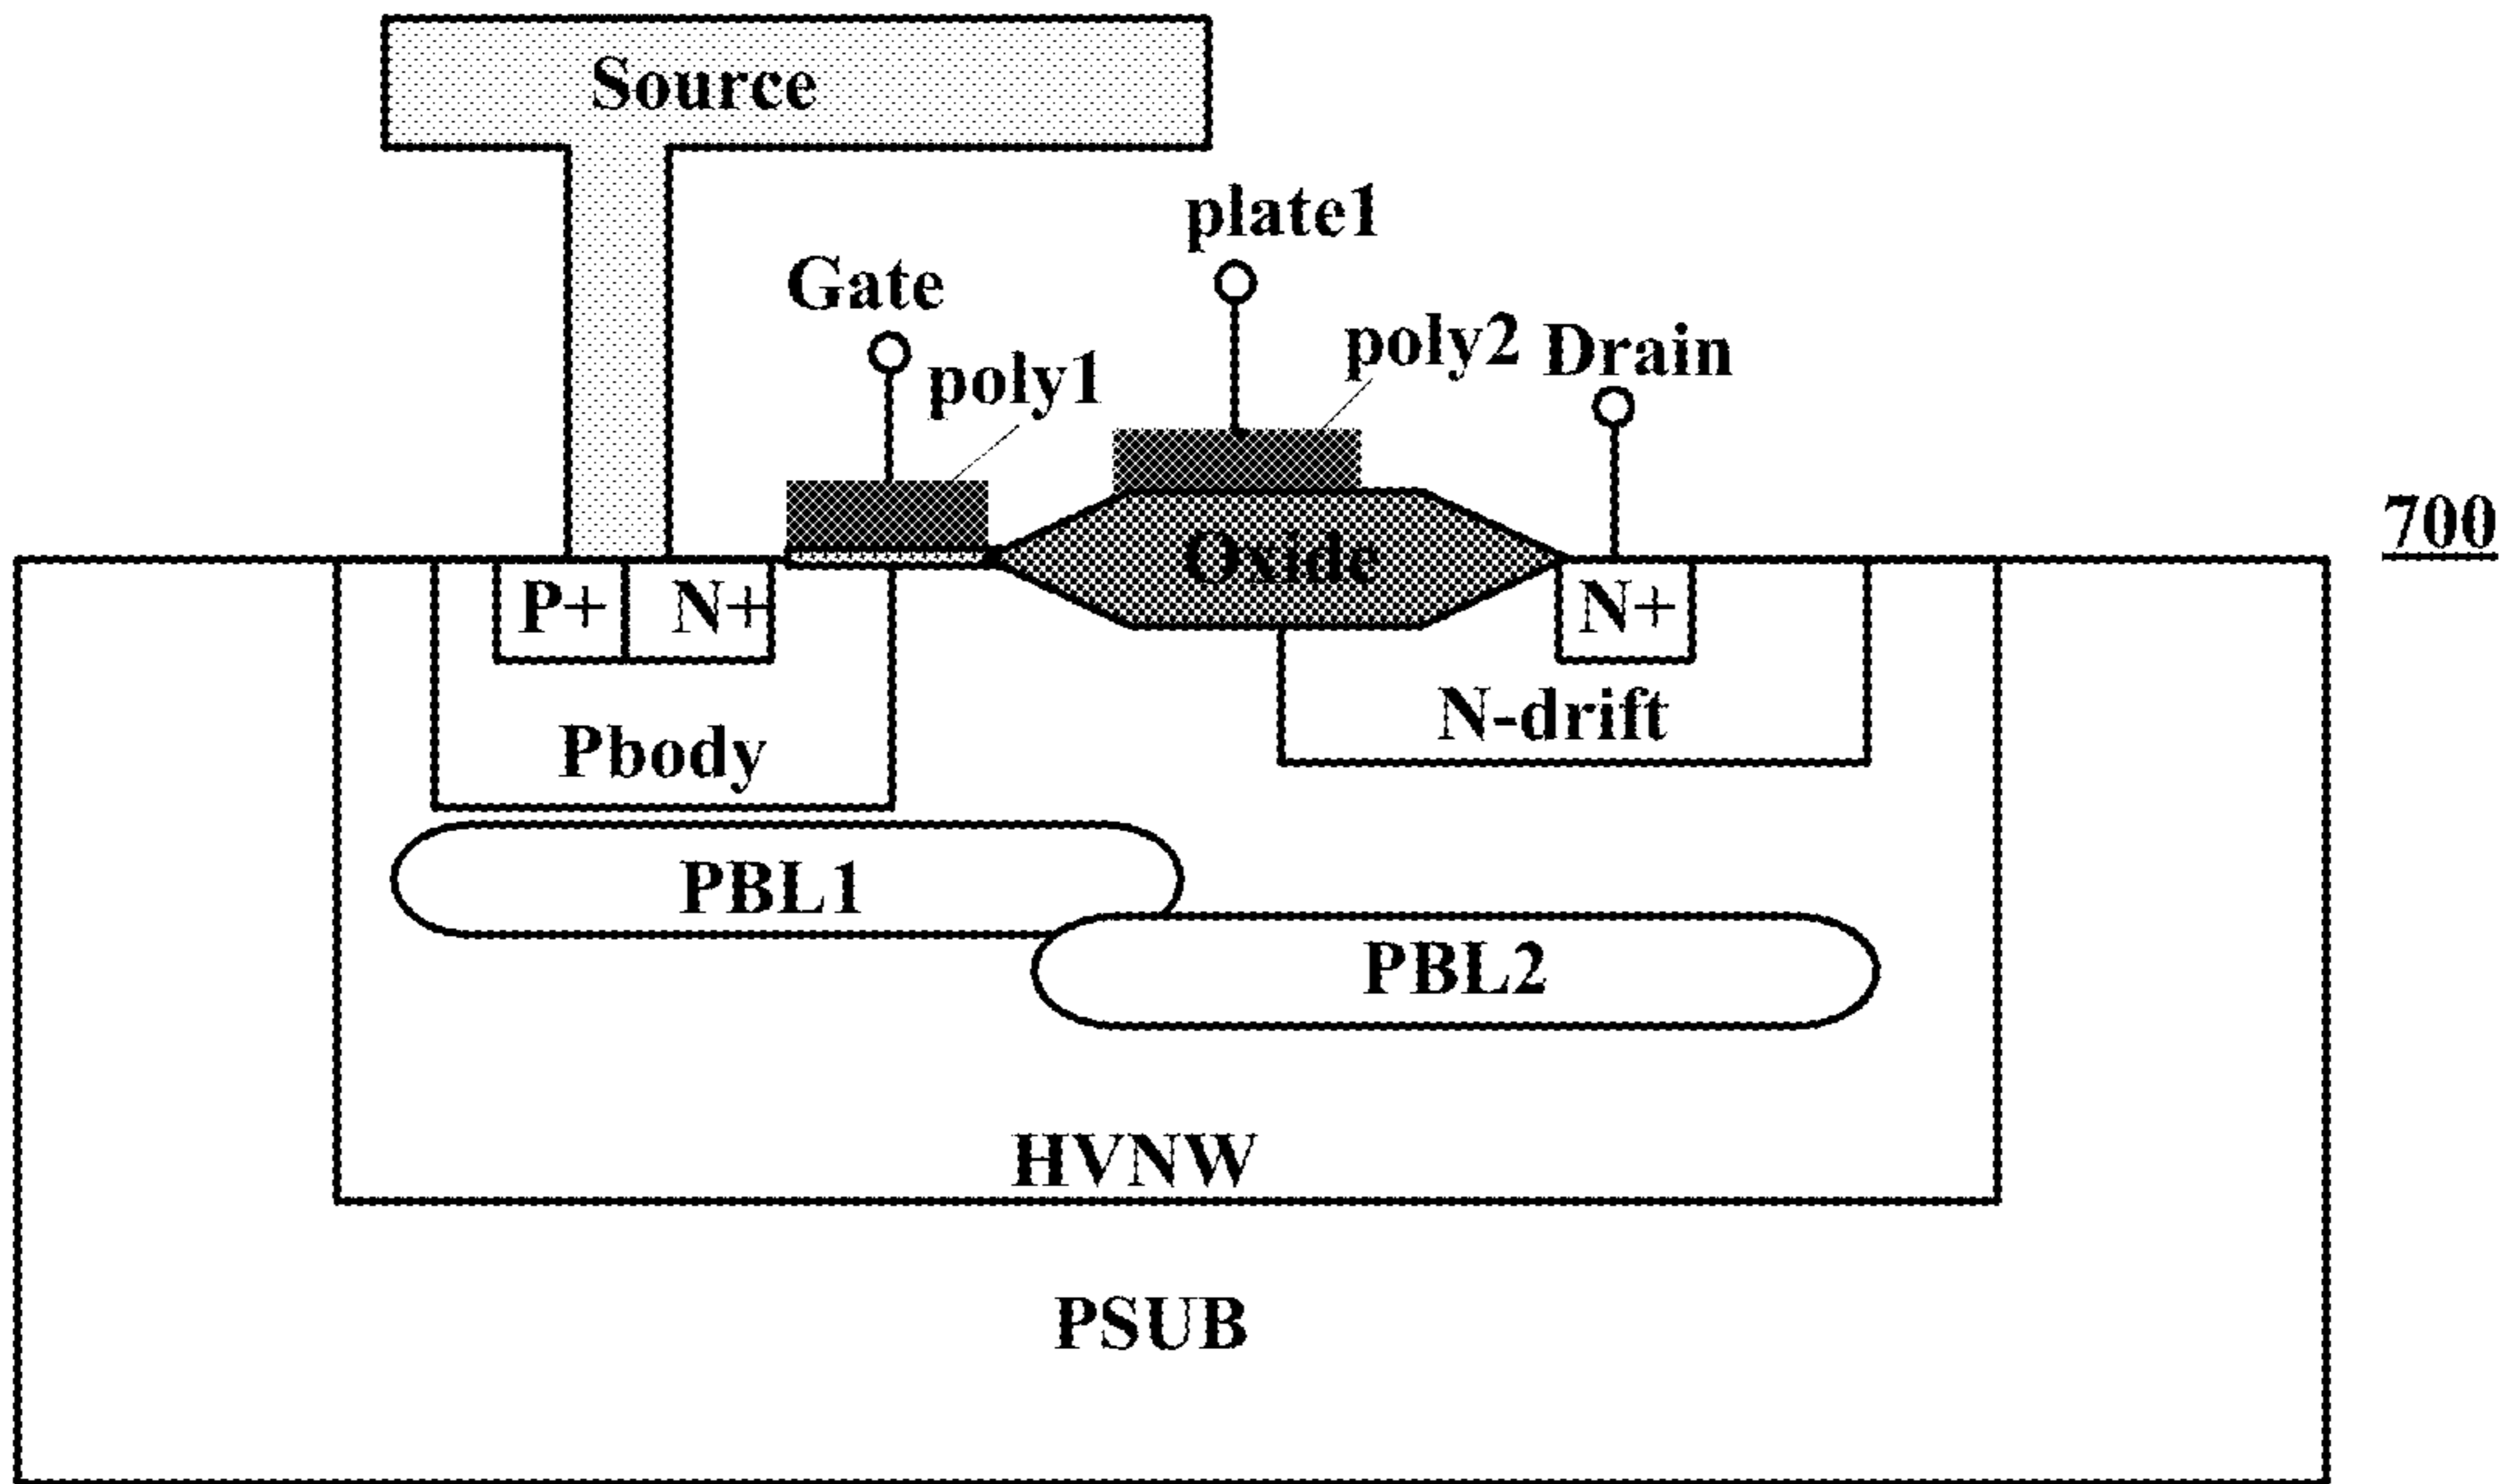 Source
plate1
Gate
poly2
Drain
poly1
700
Oxide
P+
N+
N+
N-drift
Pbody
PBL1
PBL2
HVNW
PSUB